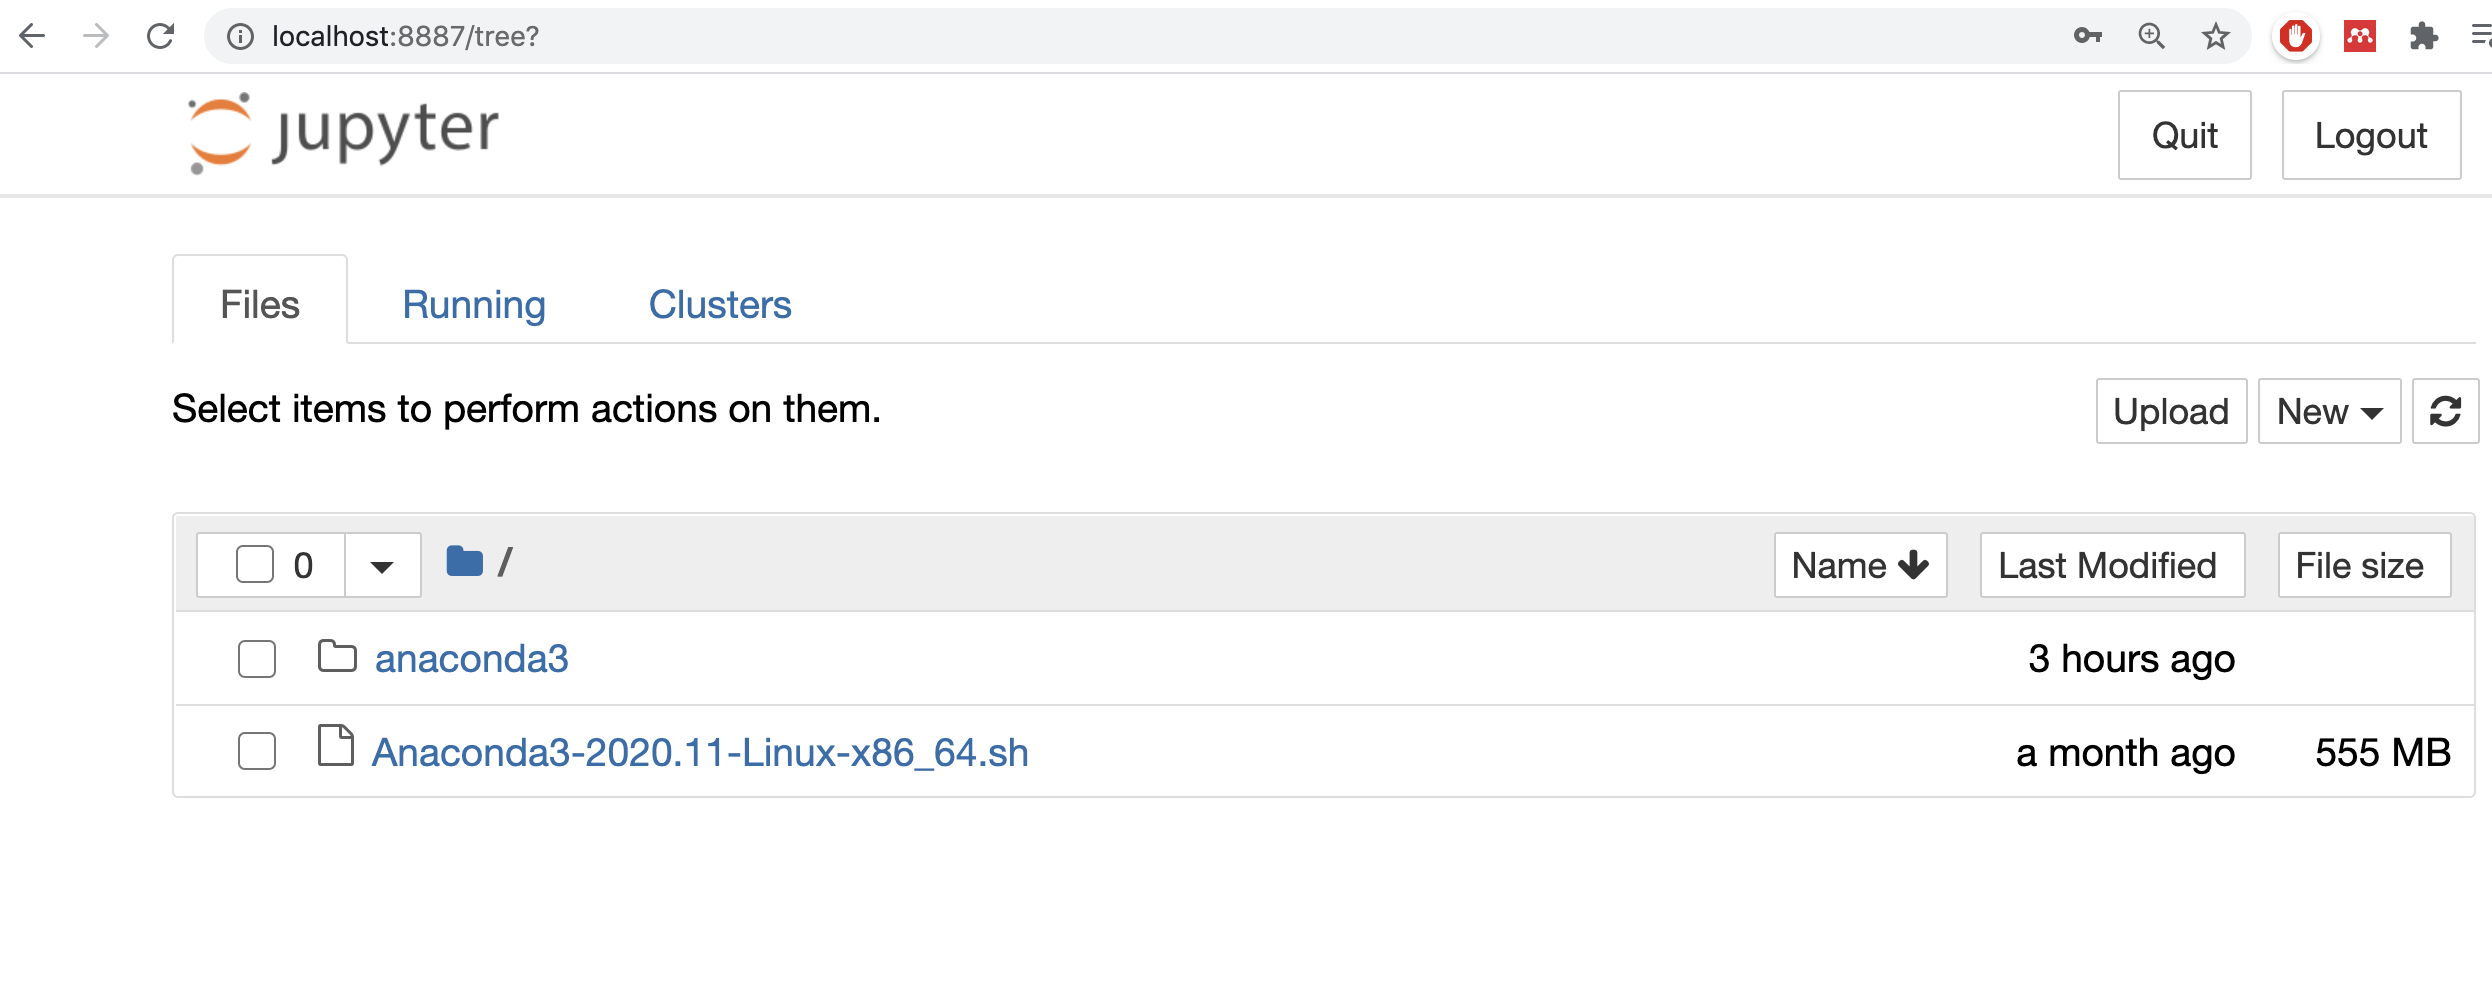 localhost:8887/tree?
jupyter
Quit
Logout
Files
Running
Clusters
Select items to perform actions on them.
Upload
New
0
/
Name
Last Modified
File size
anaconda3
3 hours ago
Anaconda3-2020.11-Linux-x86_64.sh
a month ago
555 MB